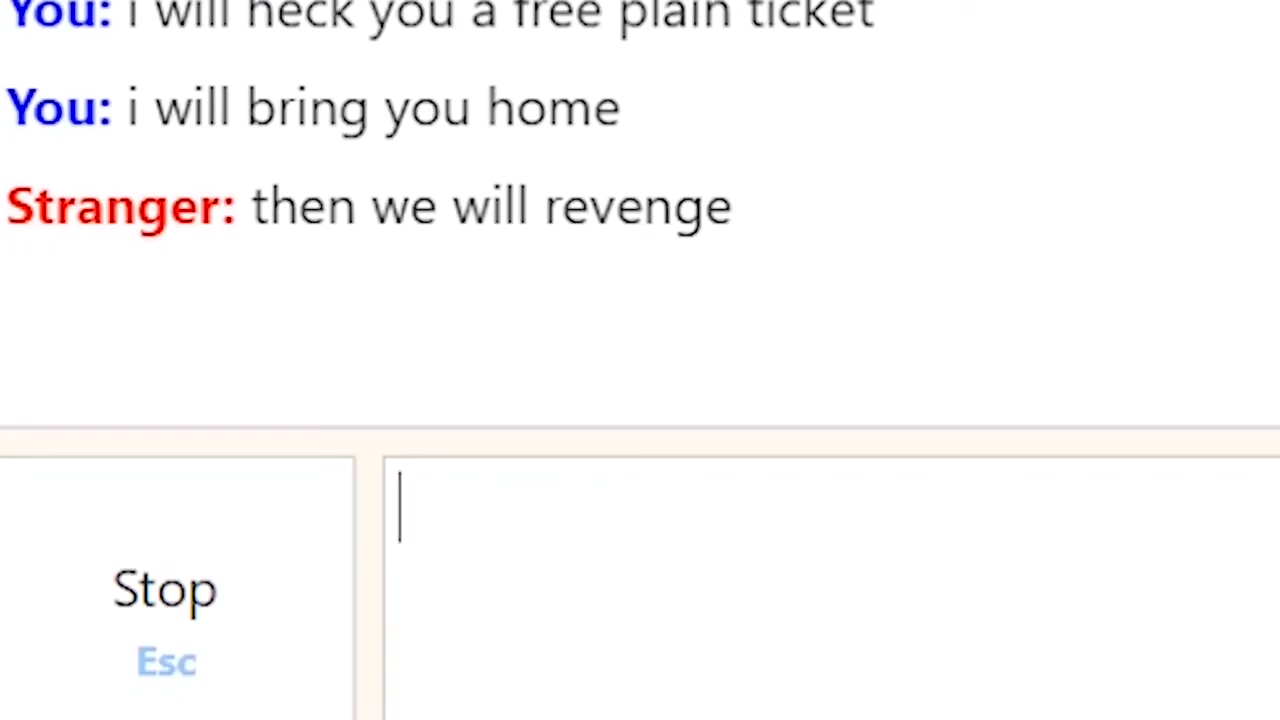 You: i will heck you a free plain ticket
You: i will bring you home
Stranger: then we will revenge
Stop
Esc